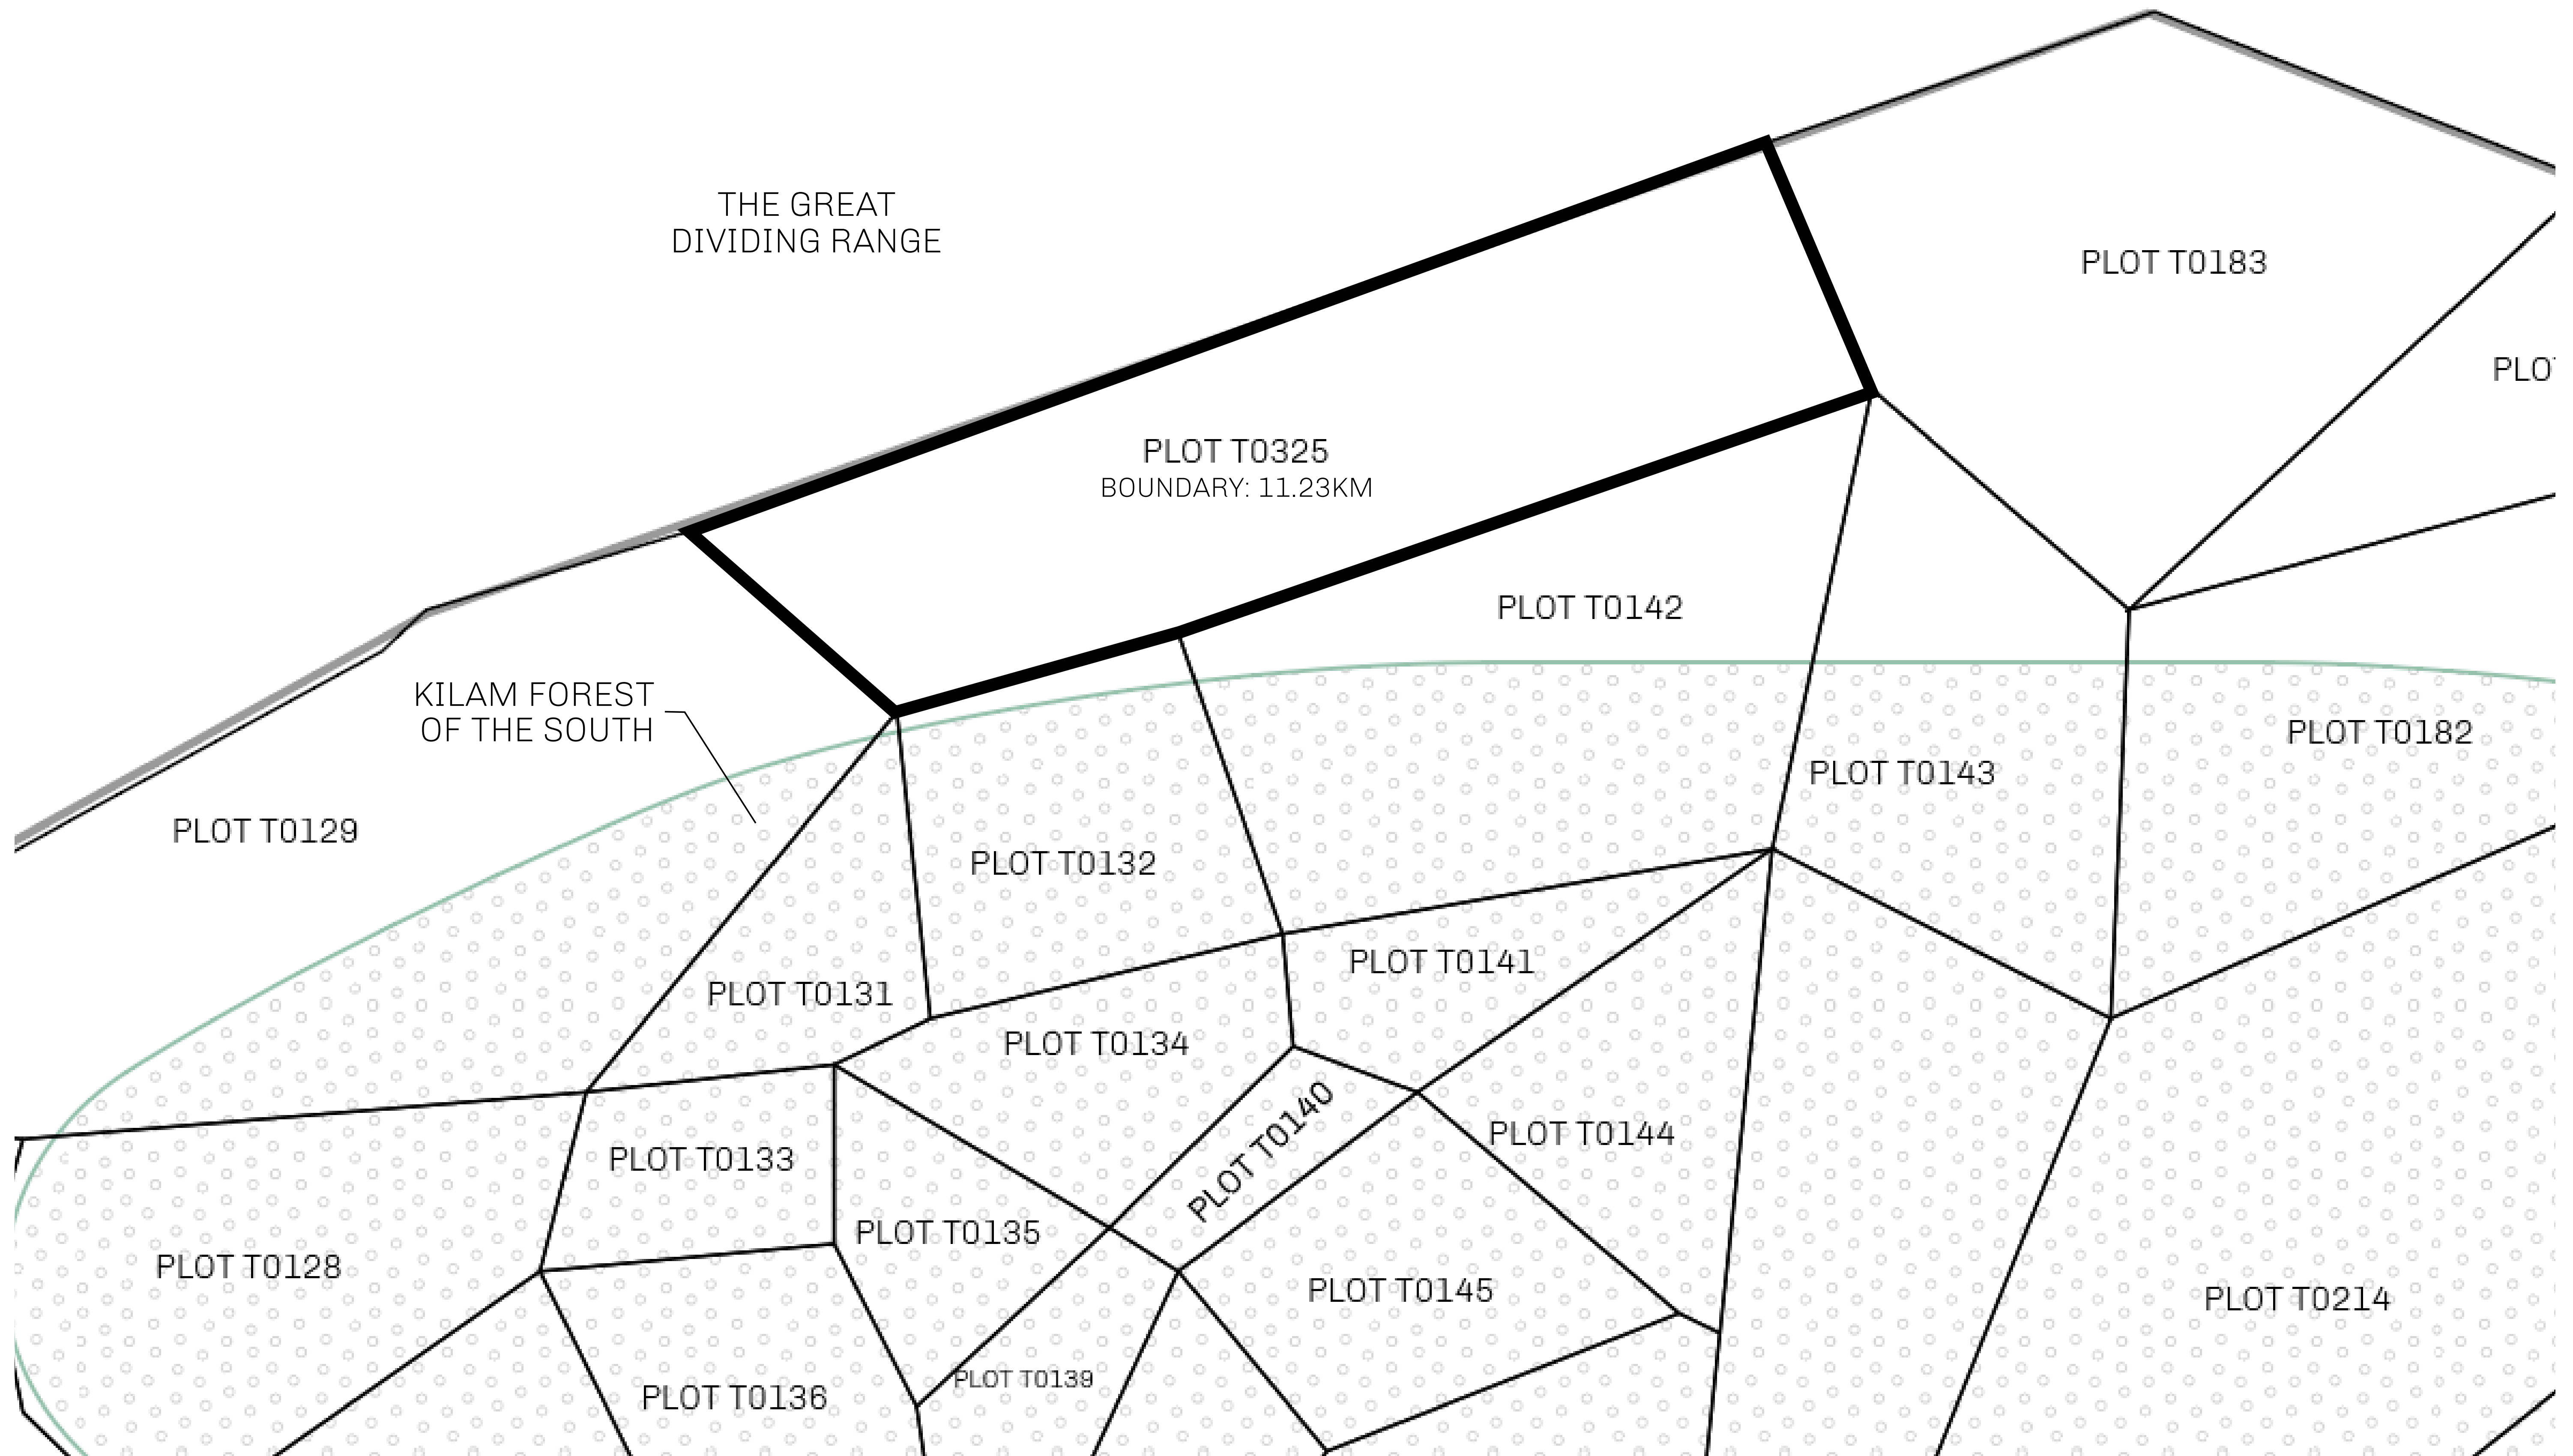 THE GREAT
DIVIDING RANGE
PLOT T0183
PLOT T0325
BOUNDARY: 11.23KM
PLOT T0142
KILAM FOREST
OF THE SOUTH
PLOT T0182
PLOT T0143
PLOT T0129
PLOT T0132
PLOT T0141
PLOT T0131
PLOT T0134
PLOT T0140
PLOT T0144
PLOT T0133
PLOT T0135
PLOT T0128
PLOT T0145
PLOT T0214
PLOT T0139
PLOT T0136